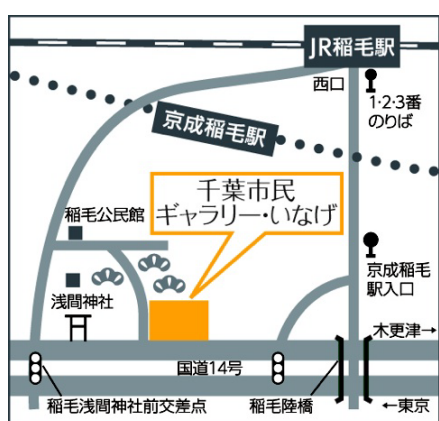 JR稲毛駅
西口
1・2・3番
のりば
京成稲毛駅
千葉市民
ギャラリー・いなげ
稲毛公民館
京成稲毛
駅入口
浅間神社
木更津→
国道14号
稲毛浅間神社前交差点
稲毛陸橋
←東京